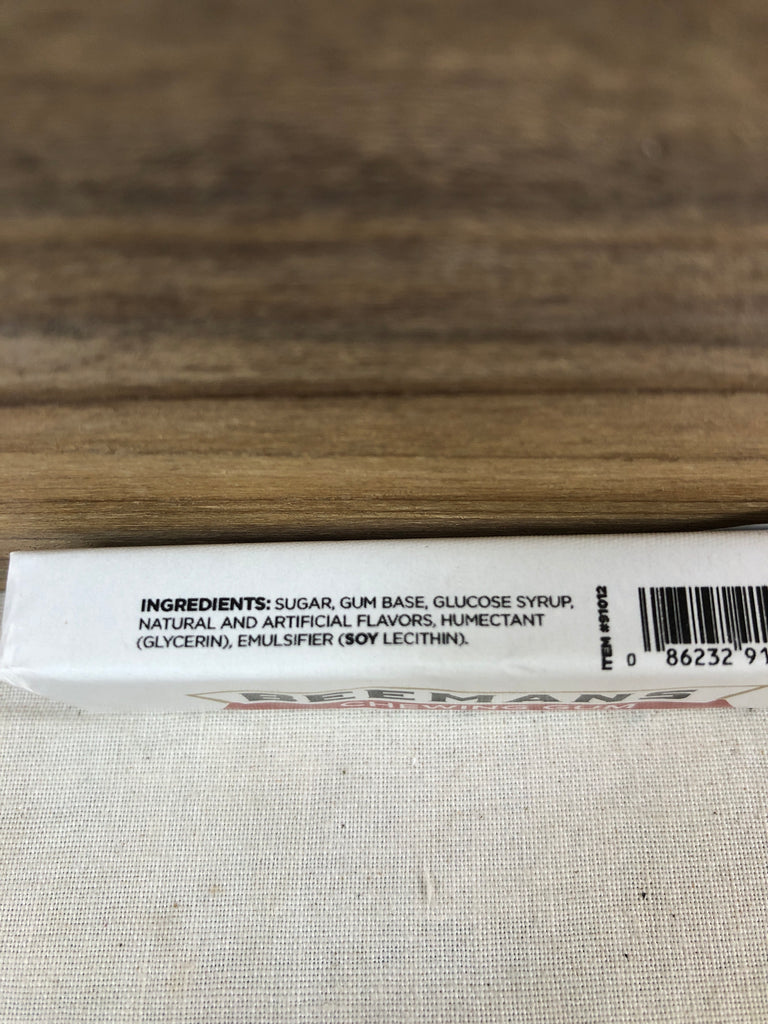 INGREDIENTS: SUGAR, GUM BASE, GLUCOSE SYRUP,
NATURAL AND ARTIFICIAL FLAVORS, HUMECTANT
(GLYCERIN), EMULSIFIER (SOY LECITHIN).
ITEM #91012
0 86232 91
BEEMANS
CHEWING GUM